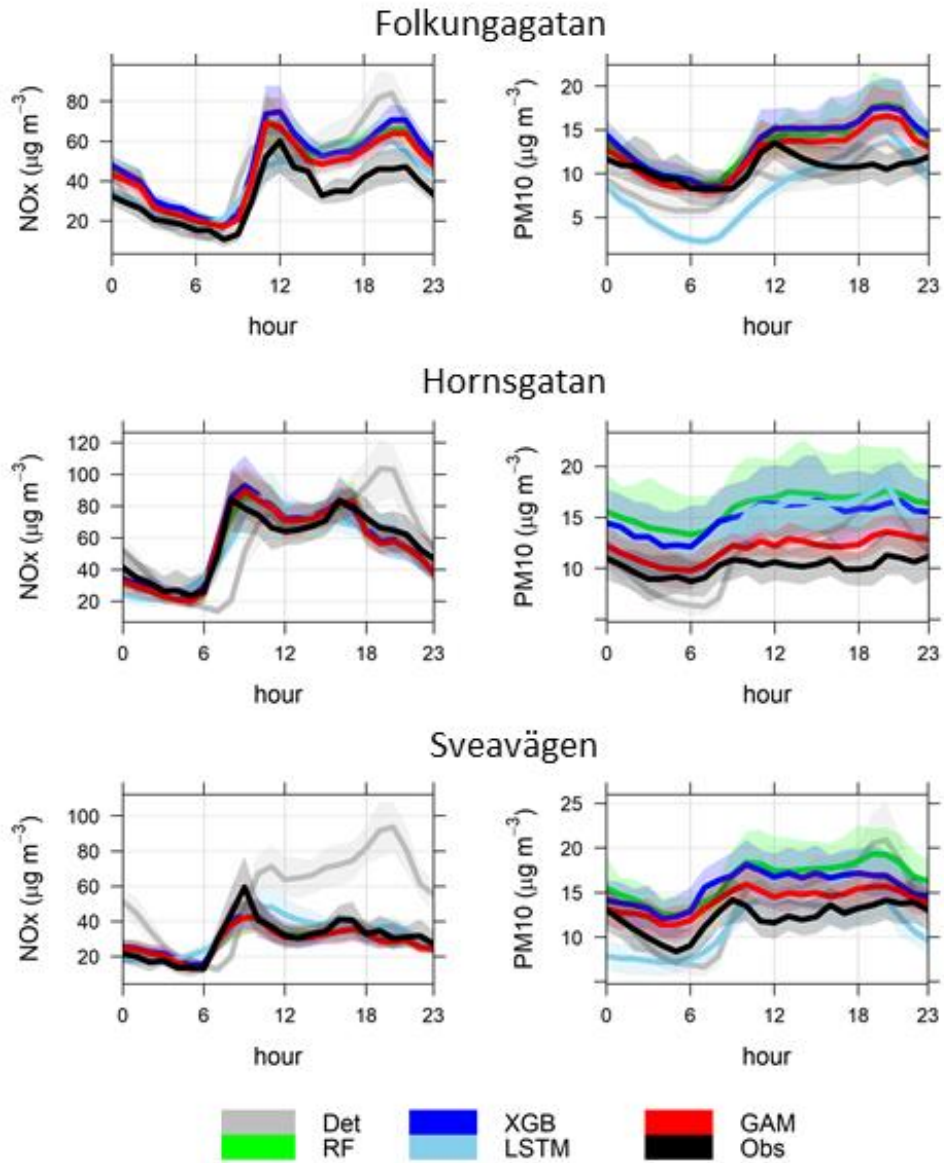 Folkungagatan
NOx (µg m⁻³)
80
60
40
20
0 6 12 18 23
hour
PM10 (µg m⁻³)
20
15
10
5
0 6 12 18 23
hour
Hornsgatan
NOx (µg m⁻³)
120
100
80
60
40
20
0 6 12 18 23
hour
PM10 (µg m⁻³)
20
15
10
0 6 12 18 23
hour
Sveavägen
NOx (µg m⁻³)
100
80
60
40
20
0 6 12 18 23
hour
PM10 (µg m⁻³)
25
20
15
10
0 6 12 18 23
hour
Det XGB GAM
RF LSTM Obs